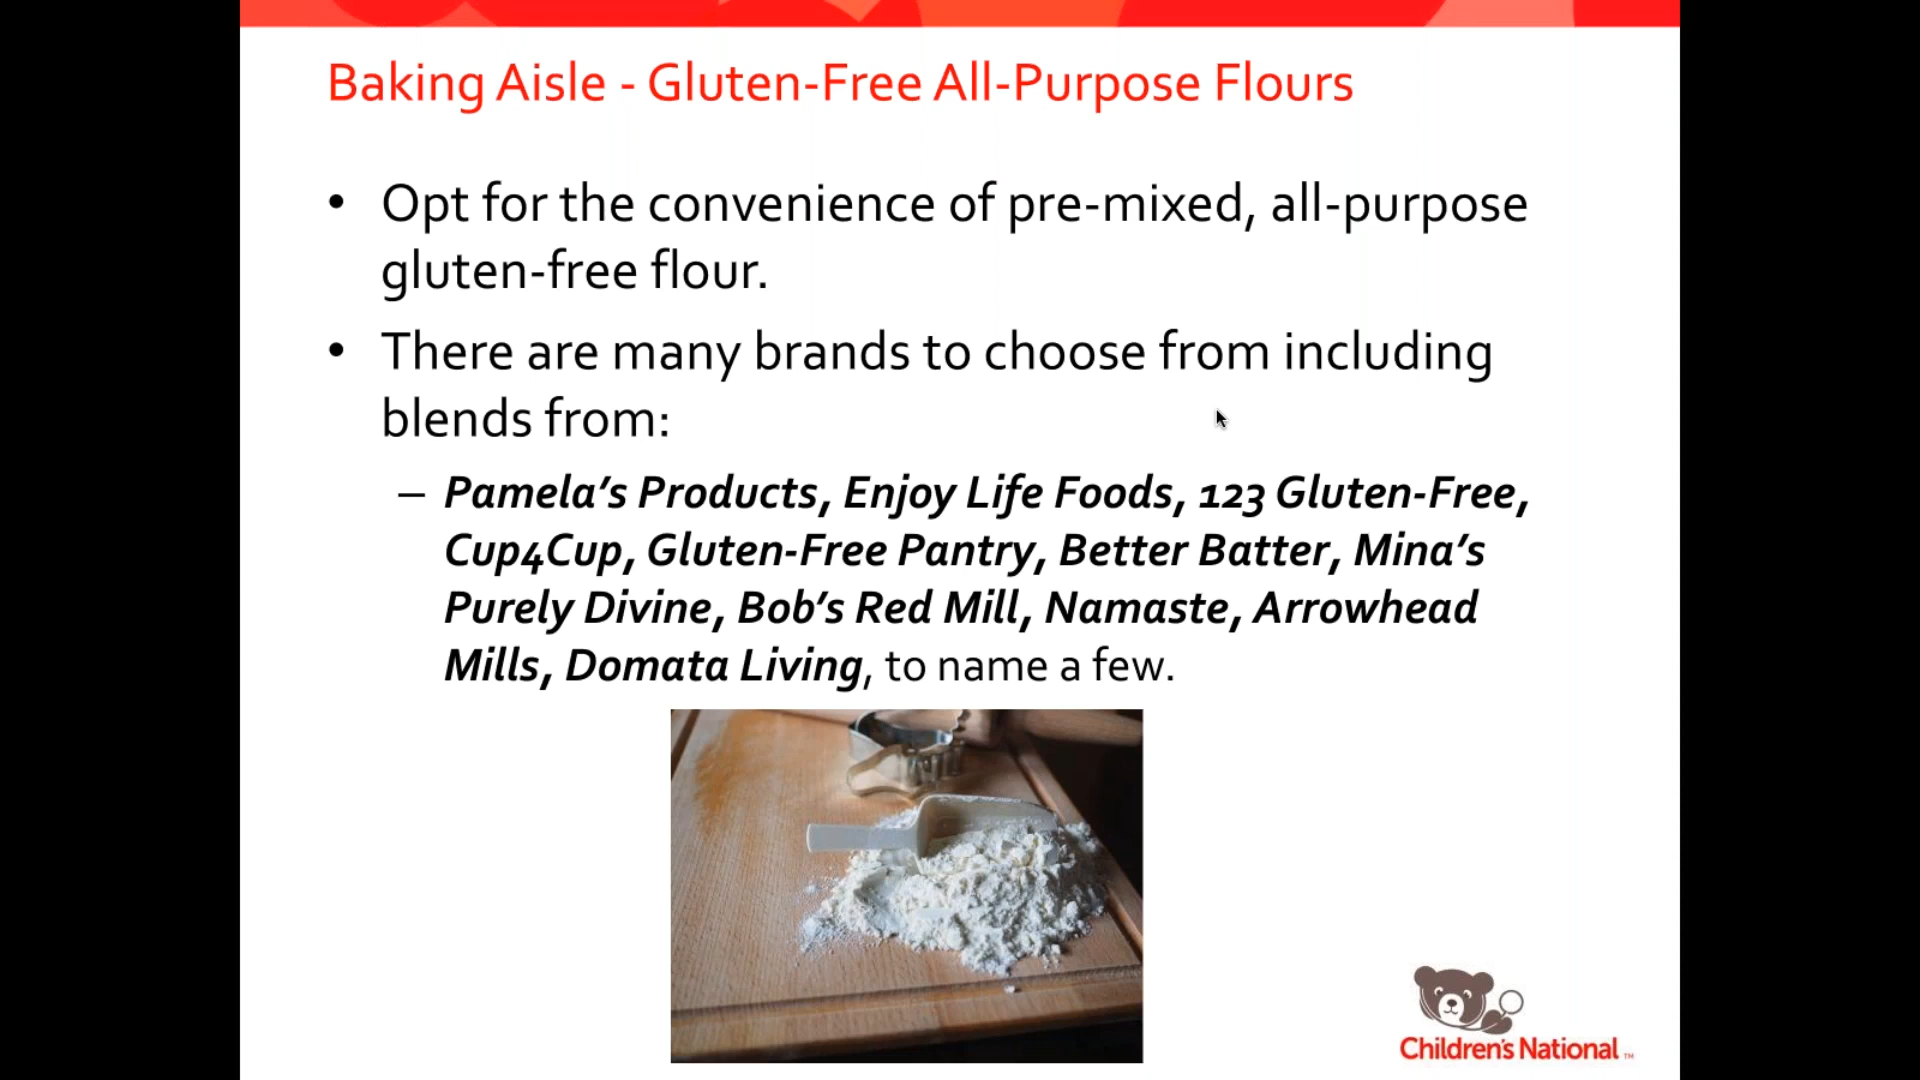 Baking Aisle - Gluten-Free All-Purpose Flours
• Opt for the convenience of pre-mixed, all-purpose
gluten-free flour.
• There are many brands to choose from including
blends from:
– Pamela’s Products, Enjoy Life Foods, 123 Gluten-Free,
Cup4Cup, Gluten-Free Pantry, Better Batter, Mina’s
Purely Divine, Bob’s Red Mill, Namaste, Arrowhead
Mills, Domata Living, to name a few.
Children's National ™